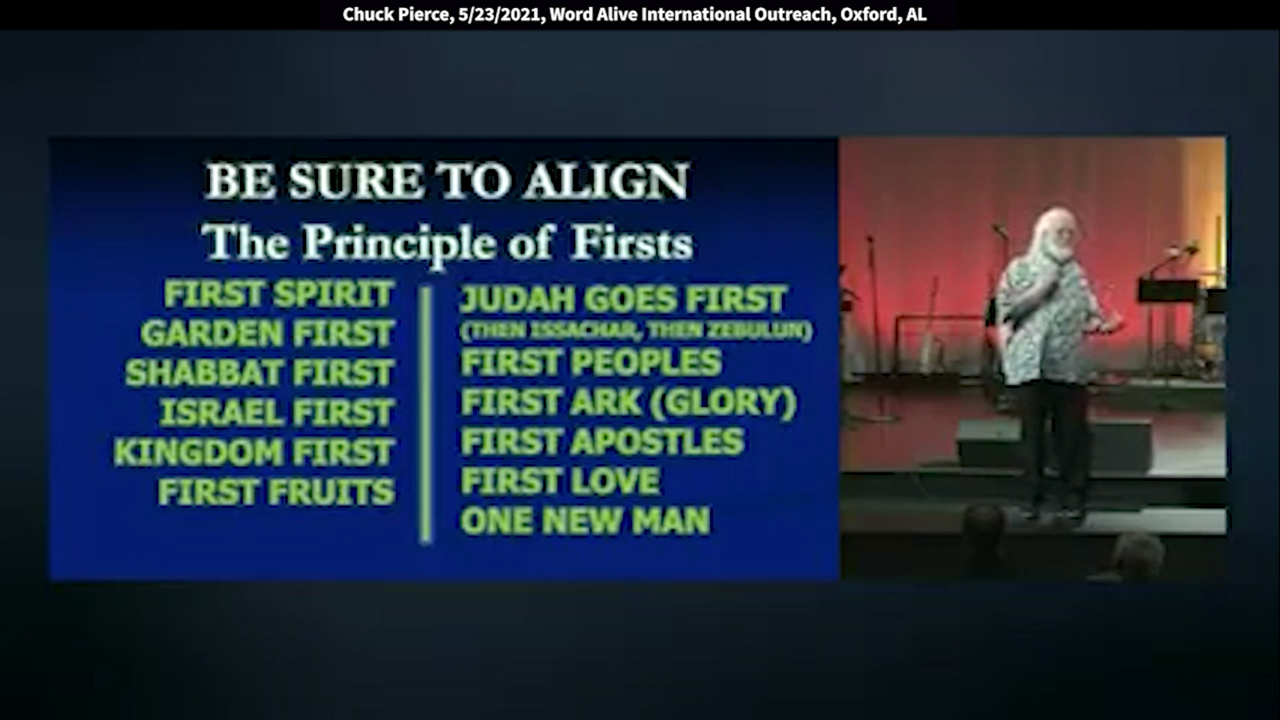 Chuck Pierce, 5/23/2021, Word Alive International Outreach, Oxford, AL
BE SURE TO ALIGN
The Principle of Firsts
FIRST SPIRIT
GARDEN FIRST
SHABBAT FIRST
ISRAEL FIRST
KINGDOM FIRST
FIRST FRUITS
JUDAH GOES FIRST
(THEN ISSACHAR, THEN ZEBULUN)
FIRST PEOPLES
FIRST ARK (GLORY)
FIRST APOSTLES
FIRST LOVE
ONE NEW MAN